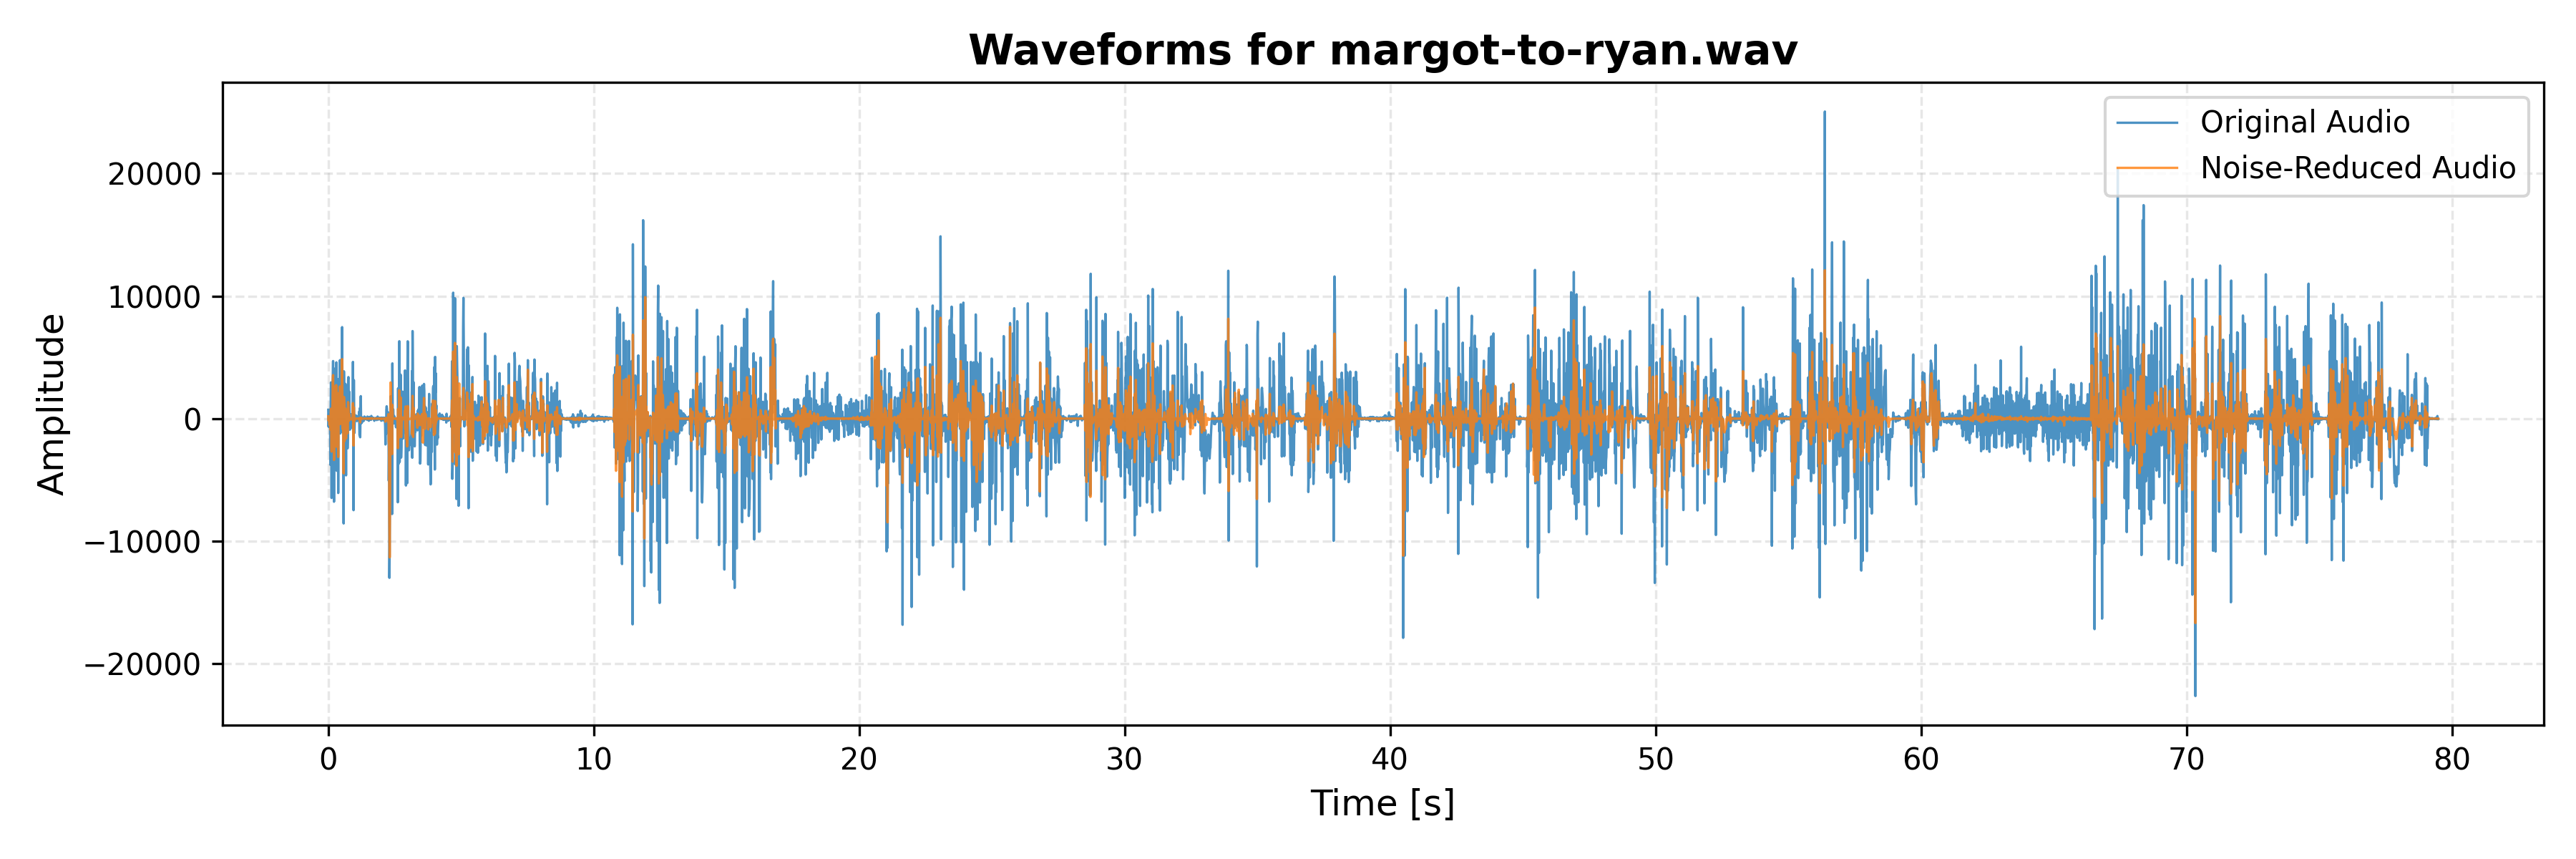 Waveforms for margot-to-ryan.wav
Original Audio
Noise-Reduced Audio
Amplitude
20000
10000
0
−10000
−20000
0 10 20 30 40 50 60 70 80
Time [s]